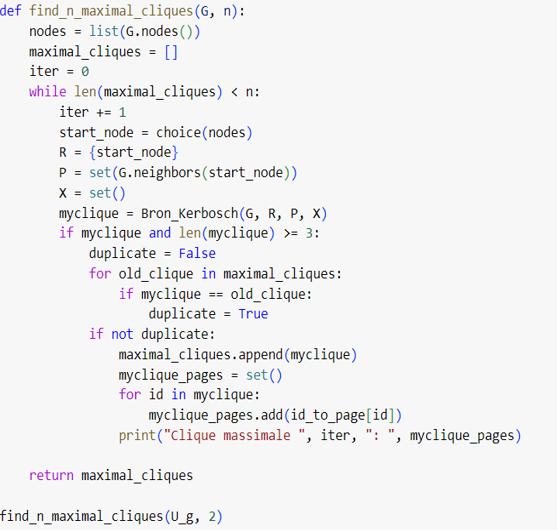 def find_n_maximal_cliques(G, n):
    nodes = list(G.nodes())
    maximal_cliques = []
    iter = 0
    while len(maximal_cliques) < n:
        iter += 1
        start_node = choice(nodes)
        R = {start_node}
        P = set(G.neighbors(start_node))
        X = set()
        myclique = Bron_Kerbosch(G, R, P, X)
        if myclique and len(myclique) >= 3:
            duplicate = False
            for old_clique in maximal_cliques:
                if myclique == old_clique:
                    duplicate = True
            if not duplicate:
                maximal_cliques.append(myclique)
                myclique_pages = set()
                for id in myclique:
                    myclique_pages.add(id_to_page[id])
                print("Clique massimale ", iter, ": ", myclique_pages)
    return maximal_cliques
find_n_maximal_cliques(U_g, 2)